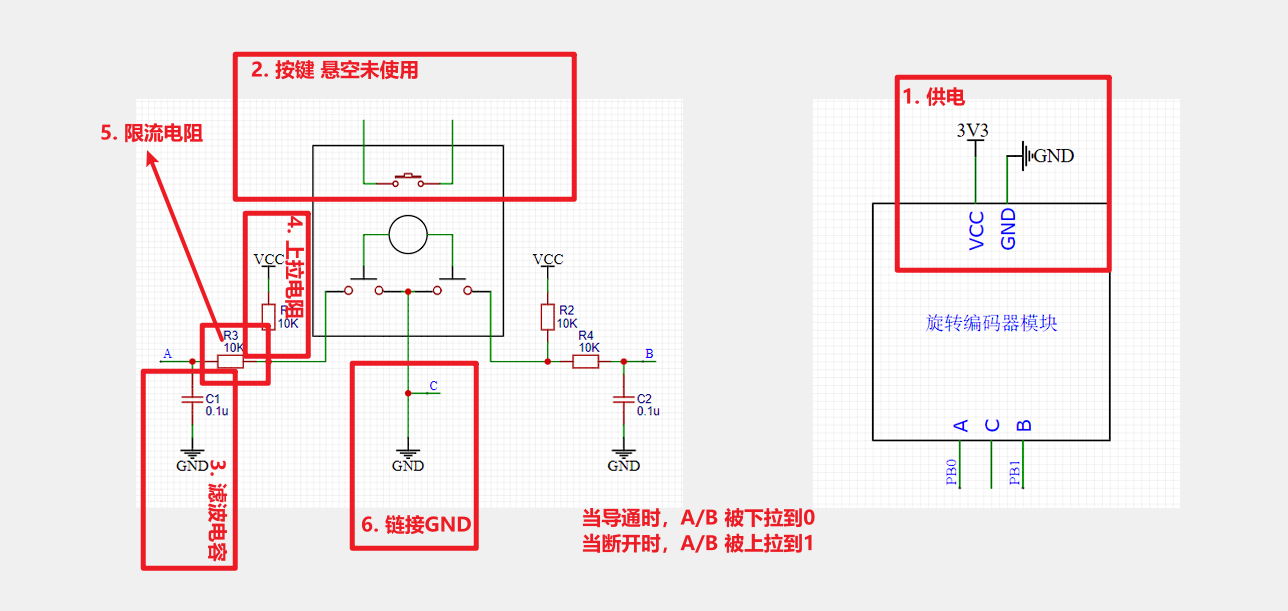 2. 按键 悬空未使用
1. 供电
5. 限流电阻
3V3
GND
VCC
GND
4. 上拉电阻
VCC
10K
R3
10K
VCC
R2
10K
R4
10K
A
B
C1
0.1u
C
C2
0.1u
GND
GND
GND
3. 滤波电容
6. 链接GND
旋转编码器模块
A
C
B
PB0
PB1
当导通时，A/B 被下拉到0
当断开时，A/B 被上拉到1